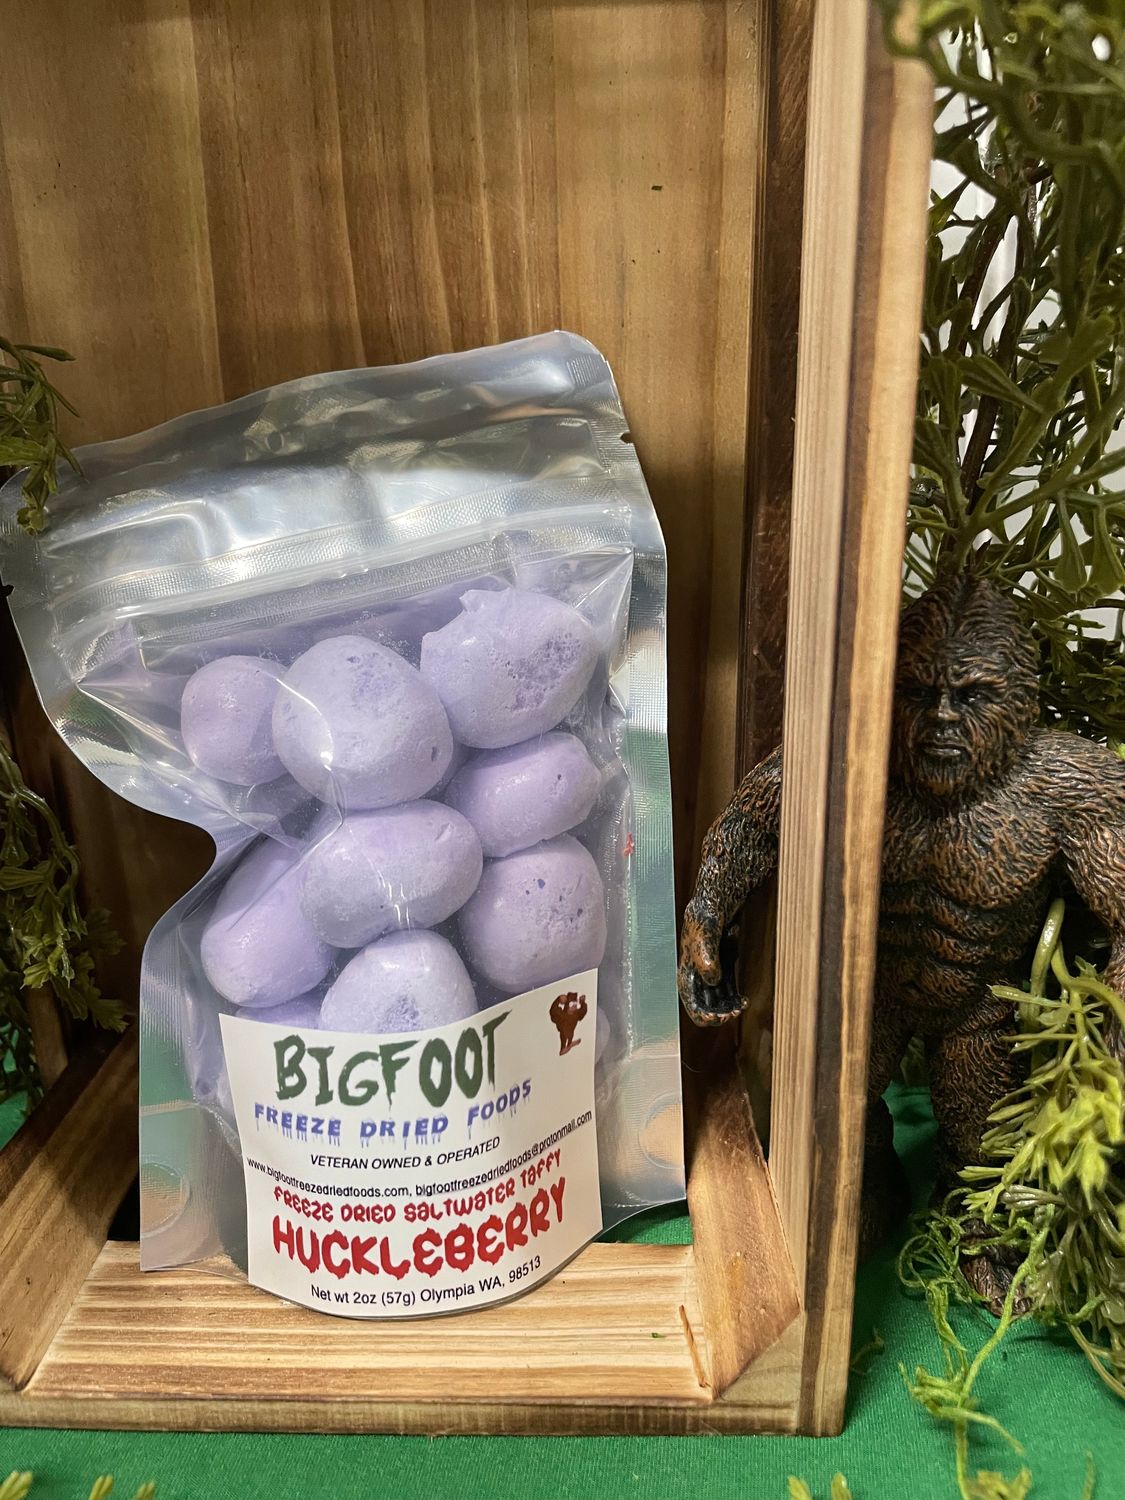 BIGFOOT
FREEZE DRIED FOODS
VETERAN OWNED & OPERATED
www.bigfootfreezedriedfoods.com, bigfootfreezedriedfoods@protonmail.com
FREEZE DRIED SALTWATER TAFFY
HUCKLEBERRY
Net wt 2oz (57g) Olympia WA, 98513